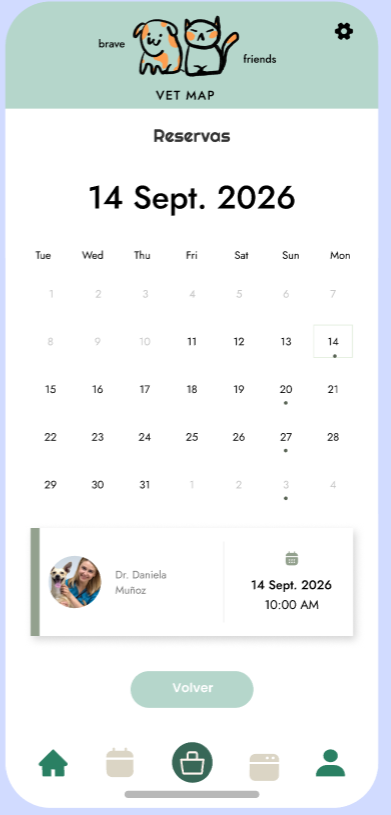 brave
friends
VET MAP
Reservas
14 Sept. 2026
Tue Wed Thu Fri Sat Sun Mon
1 2 3 4 5 6 7
8 9 10 11 12 13 14
15 16 17 18 19 20 21
22 23 24 25 26 27 28
29 30 31 1 2 3 4
Dr. Daniela
Muñoz
14 Sept. 2026
10:00 AM
Volver